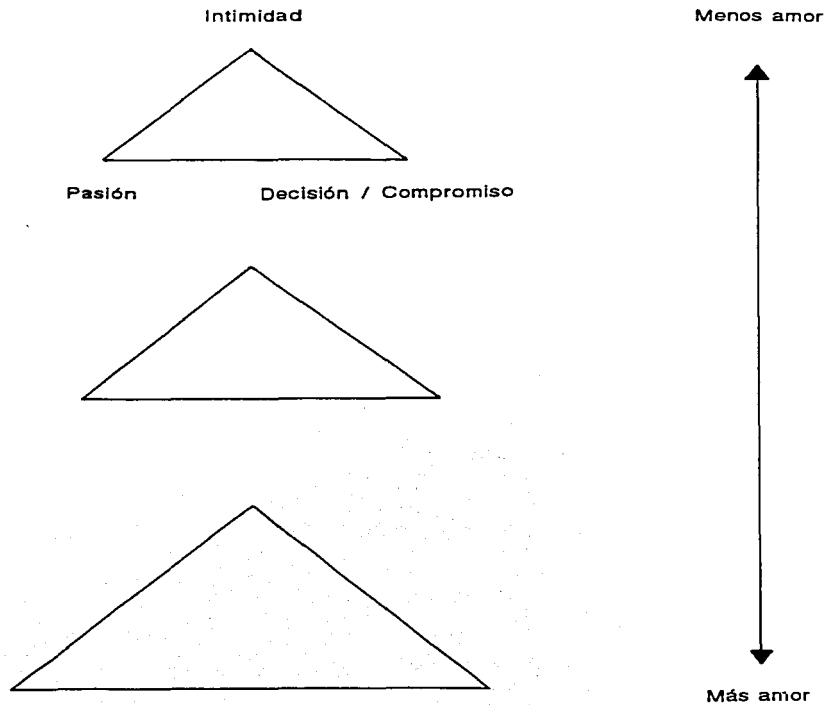 Intimidad
Menos amor
Pasión
Decisión / Compromiso
Más amor